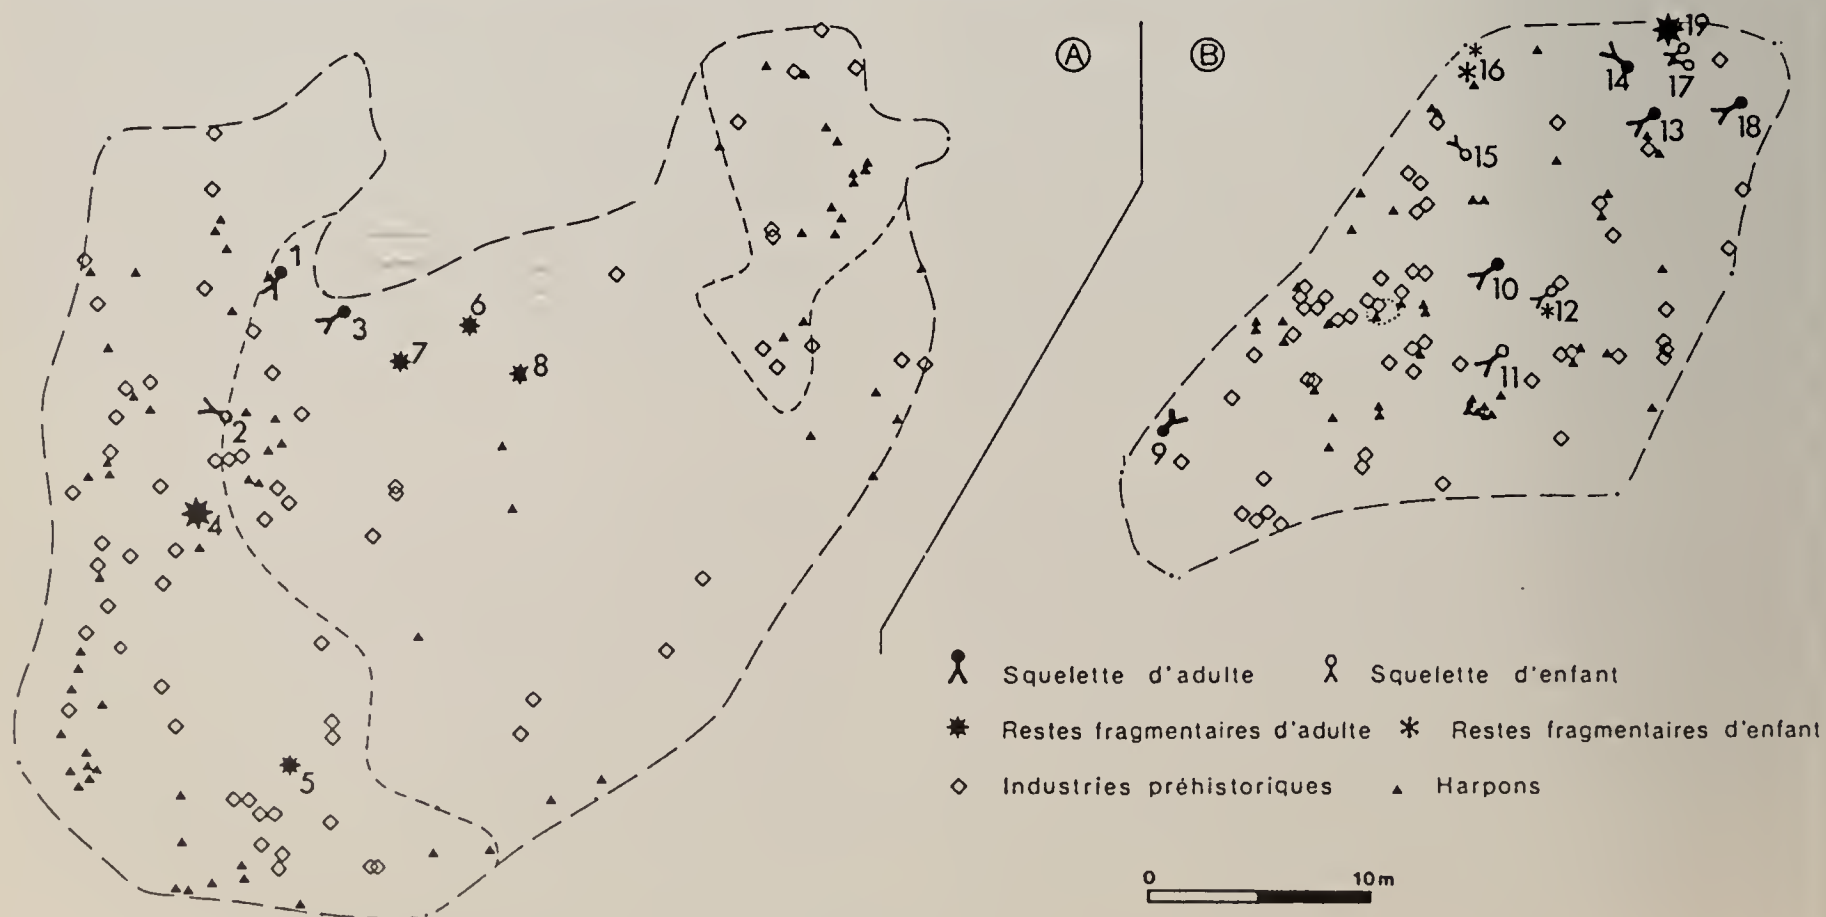 A
B
19
16
14
17
18
13
15
1
3
6
7
8
10
12
11
2
9
4
5
Squelette d'adulte
Squelette d'enfant
Restes fragmentaires d'adulte
Restes fragmentaires d'enfant
Industries préhistoriques
Harpons
0
10m